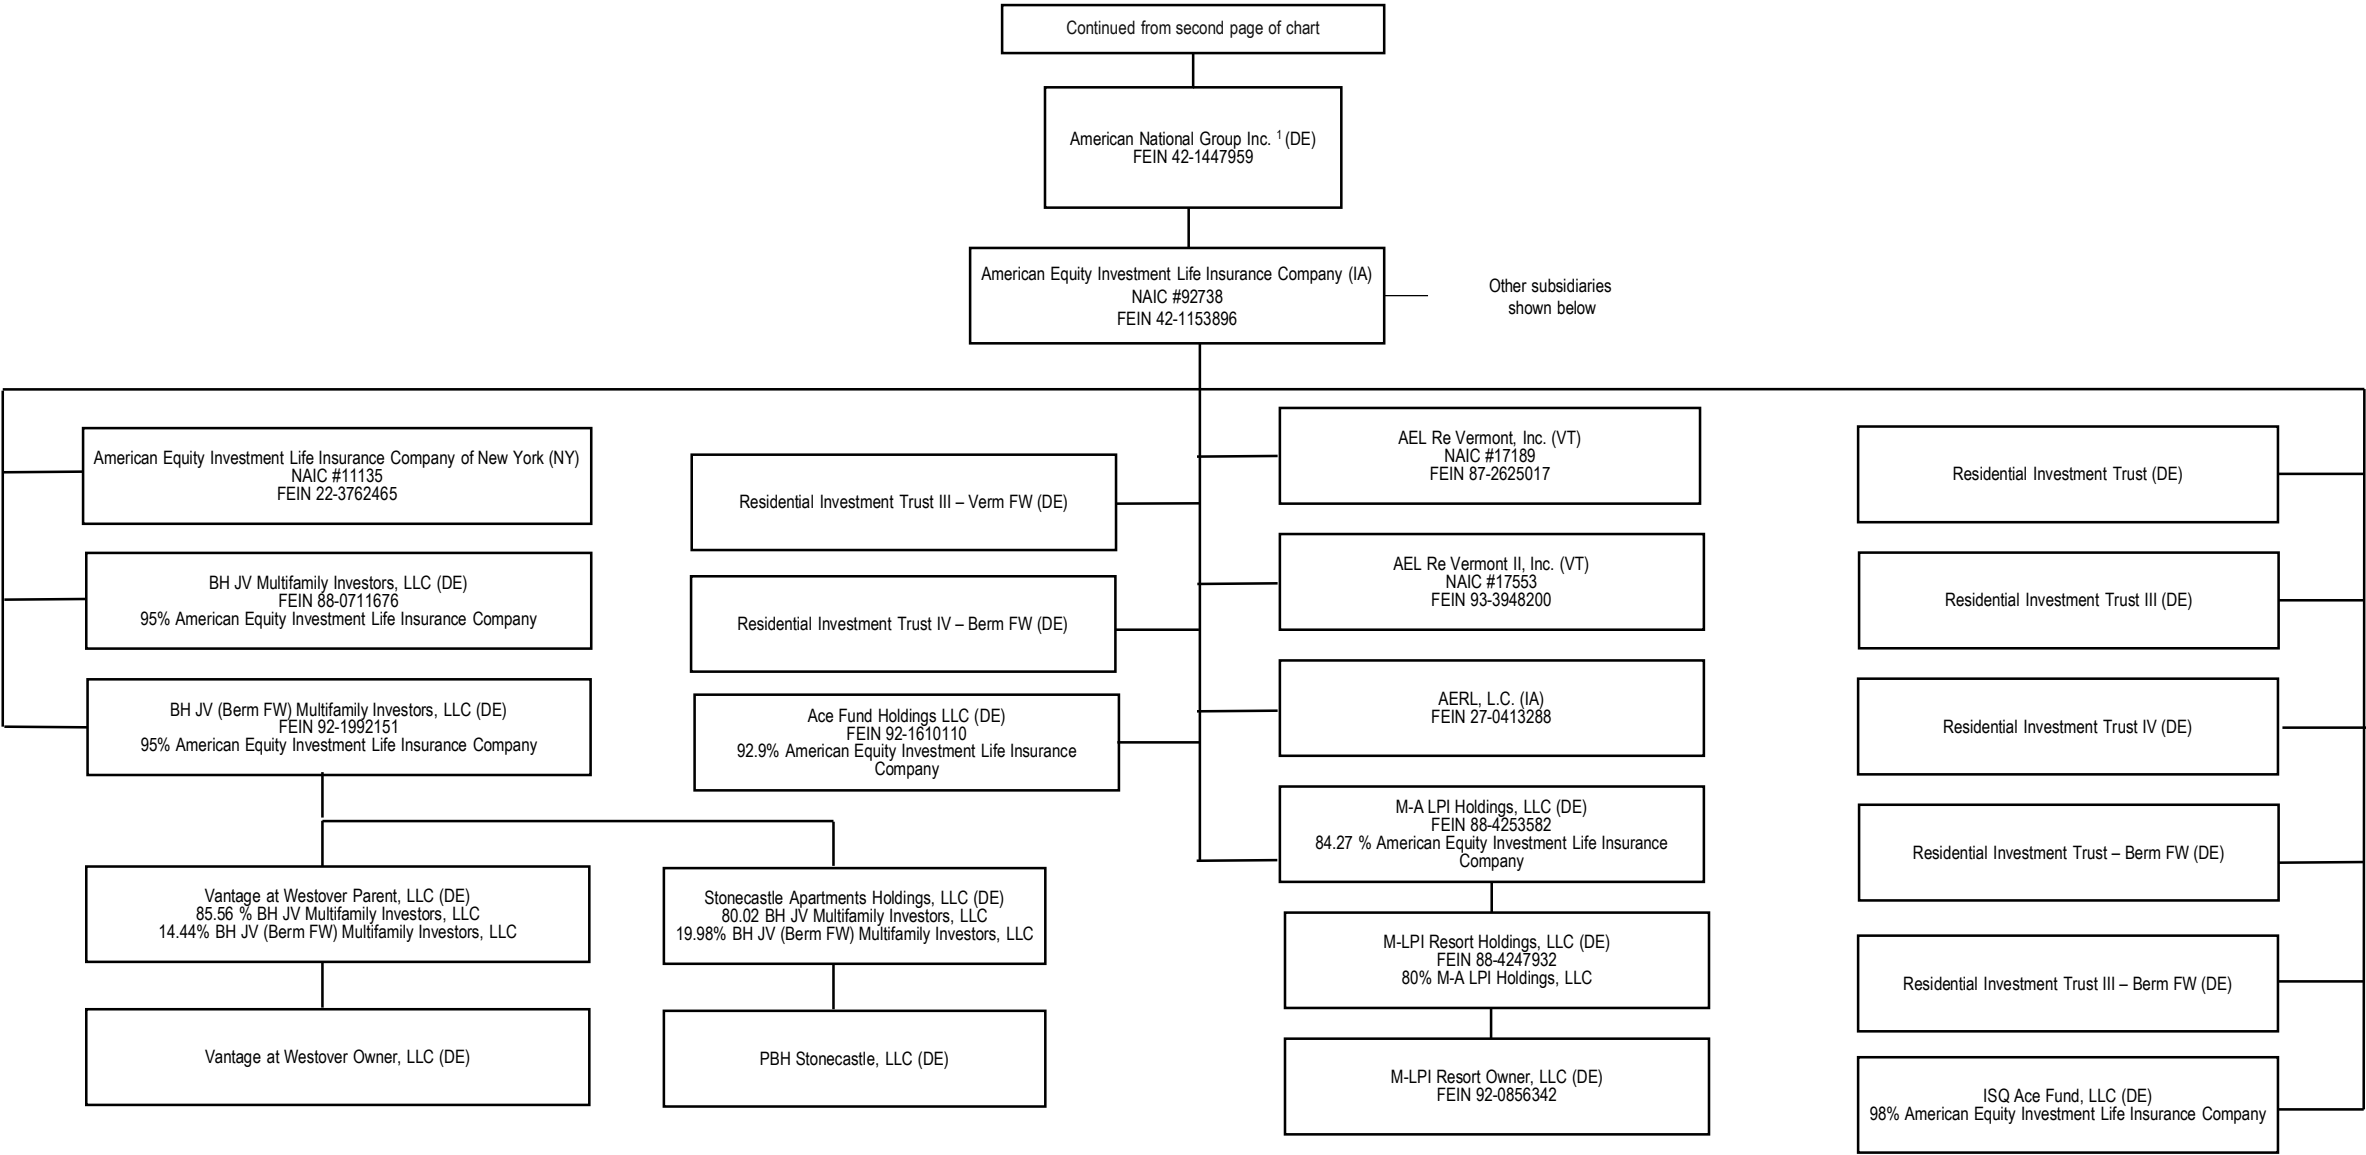 Continued from second page of chart
American National Group Inc. ¹ (DE)
FEIN 42-1447959
American Equity Investment Life Insurance Company (IA)
NAIC #92738
FEIN 42-1153896
Other subsidiaries
shown below
American Equity Investment Life Insurance Company of New York (NY)
NAIC #11135
FEIN 22-3762465
BH JV Multifamily Investors, LLC (DE)
FEIN 88-0711676
95% American Equity Investment Life Insurance Company
BH JV (Berm FW) Multifamily Investors, LLC (DE)
FEIN 92-1992151
95% American Equity Investment Life Insurance Company
Vantage at Westover Parent, LLC (DE)
85.56 % BH JV Multifamily Investors, LLC
14.44% BH JV (Berm FW) Multifamily Investors, LLC
Vantage at Westover Owner, LLC (DE)
Stonecastle Apartments Holdings, LLC (DE)
80.02 BH JV Multifamily Investors, LLC
19.98% BH JV (Berm FW) Multifamily Investors, LLC
PBH Stonecastle, LLC (DE)
Residential Investment Trust III – Verm FW (DE)
Residential Investment Trust IV – Berm FW (DE)
Ace Fund Holdings LLC (DE)
FEIN 92-1610110
92.9% American Equity Investment Life Insurance
Company
AEL Re Vermont, Inc. (VT)
NAIC #17189
FEIN 87-2625017
AEL Re Vermont II, Inc. (VT)
NAIC #17553
FEIN 93-3948200
AERL, L.C. (IA)
FEIN 27-0413288
M-A LPI Holdings, LLC (DE)
FEIN 88-4253582
84.27 % American Equity Investment Life Insurance
Company
M-LPI Resort Holdings, LLC (DE)
FEIN 88-4247932
80% M-A LPI Holdings, LLC
M-LPI Resort Owner, LLC (DE)
FEIN 92-0856342
Residential Investment Trust (DE)
Residential Investment Trust III (DE)
Residential Investment Trust IV (DE)
Residential Investment Trust – Berm FW (DE)
Residential Investment Trust III – Berm FW (DE)
ISQ Ace Fund, LLC (DE)
98% American Equity Investment Life Insurance Company